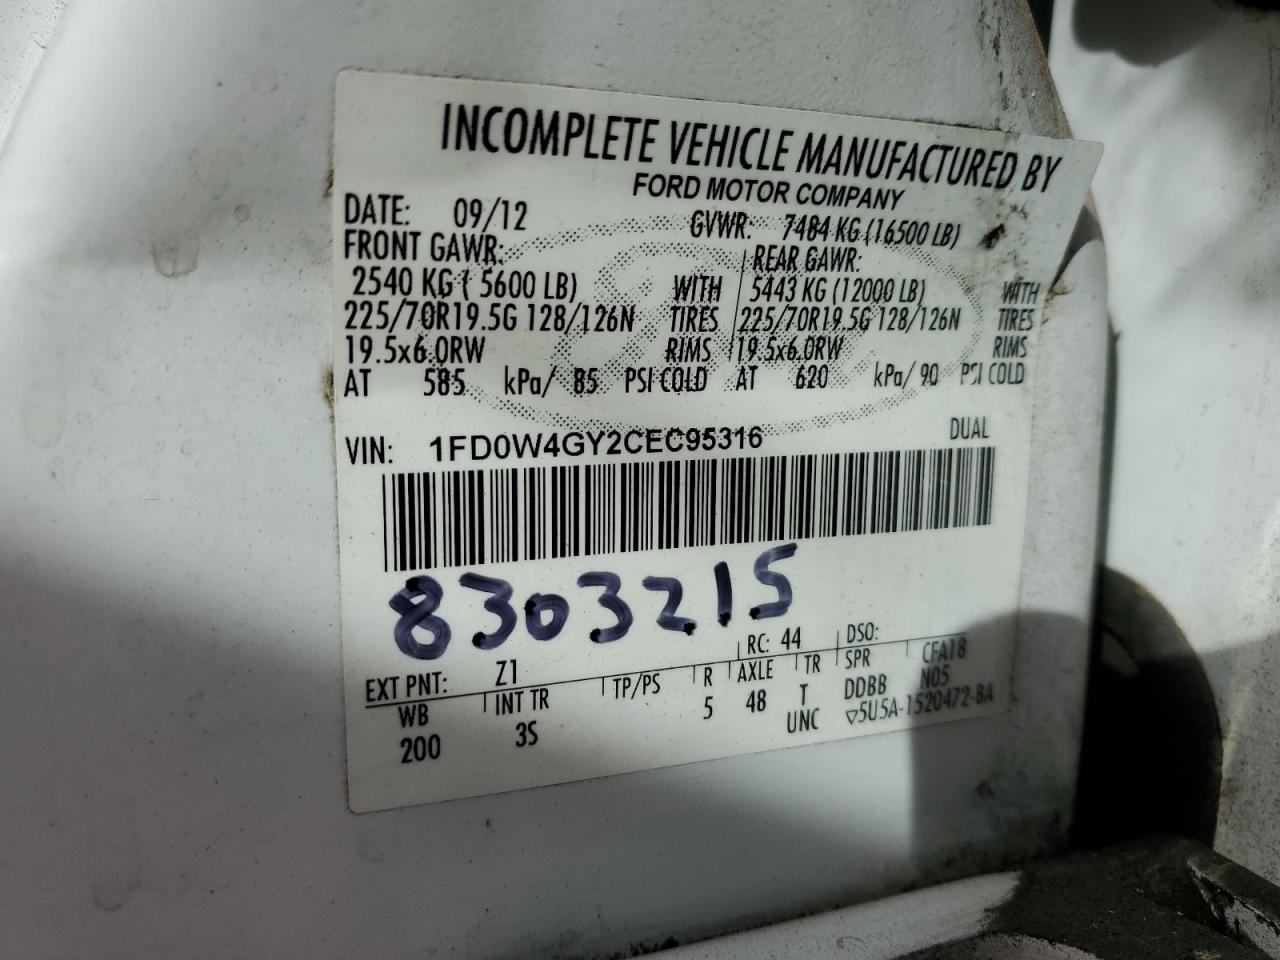 INCOMPLETE VEHICLE MANUFACTURED BY
FORD MOTOR COMPANY
DATE: 09/12 GVWR: 7484 KG (16500 LB)
FRONT GAWR: REAR GAWR:
2540 KG ( 5600 LB) WITH 5443 KG (12000 LB) WITH
225/70R19.5G 128/126N TIRES 225/70R19.5G 128/126N TIRES
19.5x6.0RW RIMS 19.5x6.0RW RIMS
AT 585 kPa/ 85 PSI COLD AT 620 kPa/ 90 PSI COLD
VIN: 1FD0W4GY2CEC95316 DUAL
8303215
EXT PNT: Z1 RC: 44 DSO:
WB INT TR TP/PS R AXLE TR SPR CFA18
200 3S 5 48 T DDBB N05
UNC ▽5U5A-1520472-BA